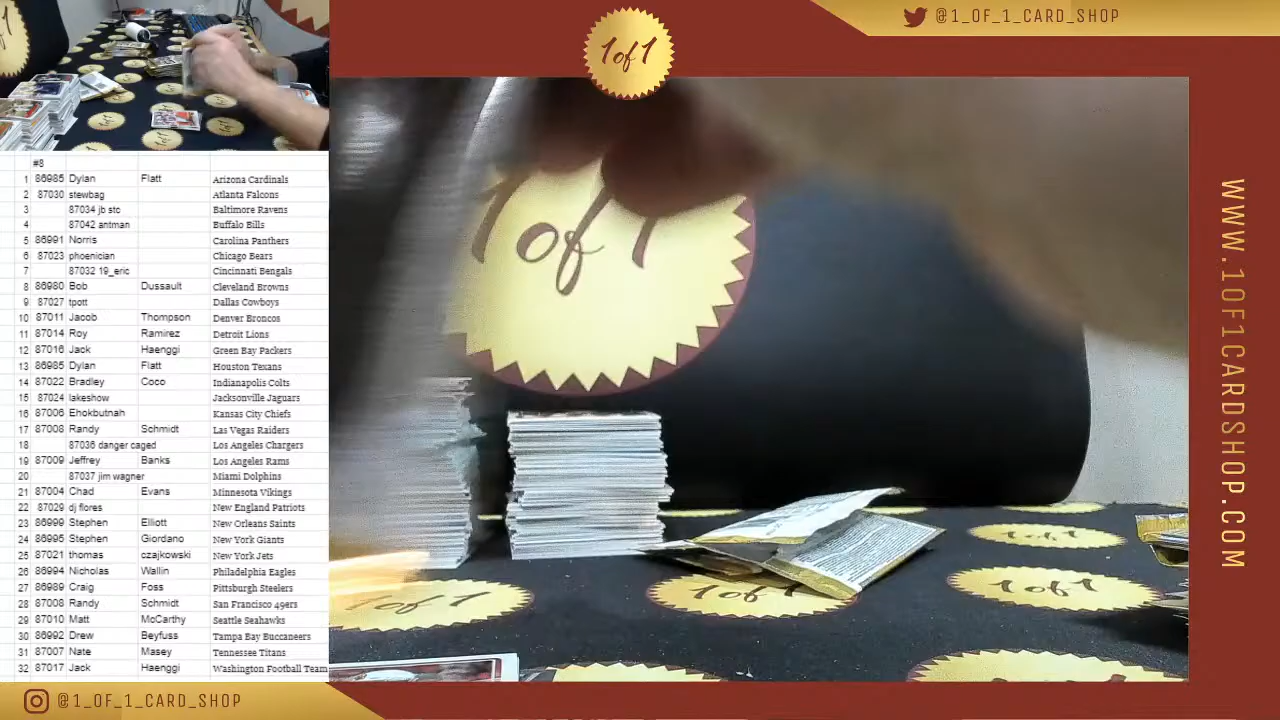 1of1
@1_OF_1_CARD_SHOP
#8
1 86985 Dylan Flatt Arizona Cardinals
2 87030 stewbag Atlanta Falcons
3 87034 jb stc Baltimore Ravens
4 87042 antman Buffalo Bills
5 86991 Norris Carolina Panthers
6 87023 phoenician Chicago Bears
7 87032 19_eric Cincinnati Bengals
8 86980 Bob Dussault Cleveland Browns
9 87027 tpott Dallas Cowboys
10 87011 Jacob Thompson Denver Broncos
11 87014 Roy Ramirez Detroit Lions
12 87016 Jack Haenggi Green Bay Packers
13 86985 Dylan Flatt Houston Texans
14 87022 Bradley Coco Indianapolis Colts
15 87024 lakeshow Jacksonville Jaguars
16 87006 Ehokbutnah Kansas City Chiefs
17 87008 Randy Schmidt Las Vegas Raiders
18 87036 danger caged Los Angeles Chargers
19 87009 Jeffrey Banks Los Angeles Rams
20 87037 jim wagner Miami Dolphins
21 87004 Chad Evans Minnesota Vikings
22 87029 dj flores New England Patriots
23 86999 Stephen Elliott New Orleans Saints
24 86995 Stephen Giordano New York Giants
25 87021 thomas czajkowski New York Jets
26 86994 Nicholas Wallin Philadelphia Eagles
27 86989 Craig Foss Pittsburgh Steelers
28 87008 Randy Schmidt San Francisco 49ers
29 87010 Matt McCarthy Seattle Seahawks
30 86992 Drew Beyfuss Tampa Bay Buccaneers
31 87007 Nate Masey Tennessee Titans
32 87017 Jack Haenggi Washington Football Team
1of1
1of1
1of1
1of1
1of1
WWW.1OF1CARDSHOP.COM
@1_OF_1_CARD_SHOP